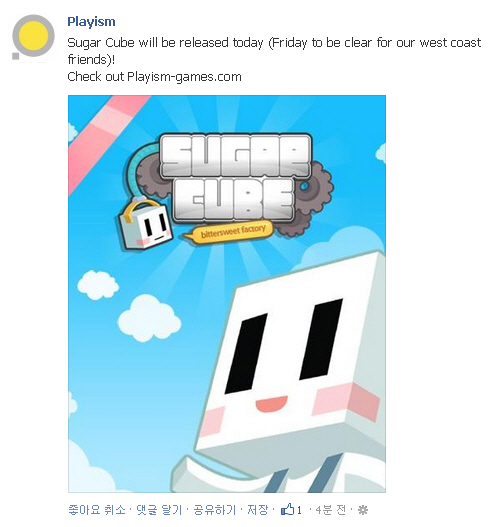 Playism
Sugar Cube will be released today (Friday to be clear for our west coast
friends)!
Check out Playism-games.com
SUGAR
CUBE
bittersweet factory
좋아요 취소 · 댓글 달기 · 공유하기 · 저장 · 1 · 4분 전 ·